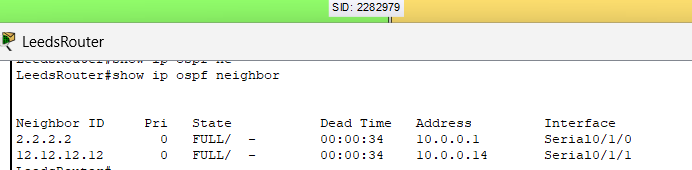 SID: 2282979
LeedsRouter
LeedsRouter#show ip ospf ne
LeedsRouter#show ip ospf neighbor
Neighbor ID Pri State Dead Time Address Interface
2.2.2.2 0 FULL/ - 00:00:34 10.0.0.1 Serial0/1/0
12.12.12.12 0 FULL/ - 00:00:34 10.0.0.14 Serial0/1/1
LeedsRouter#